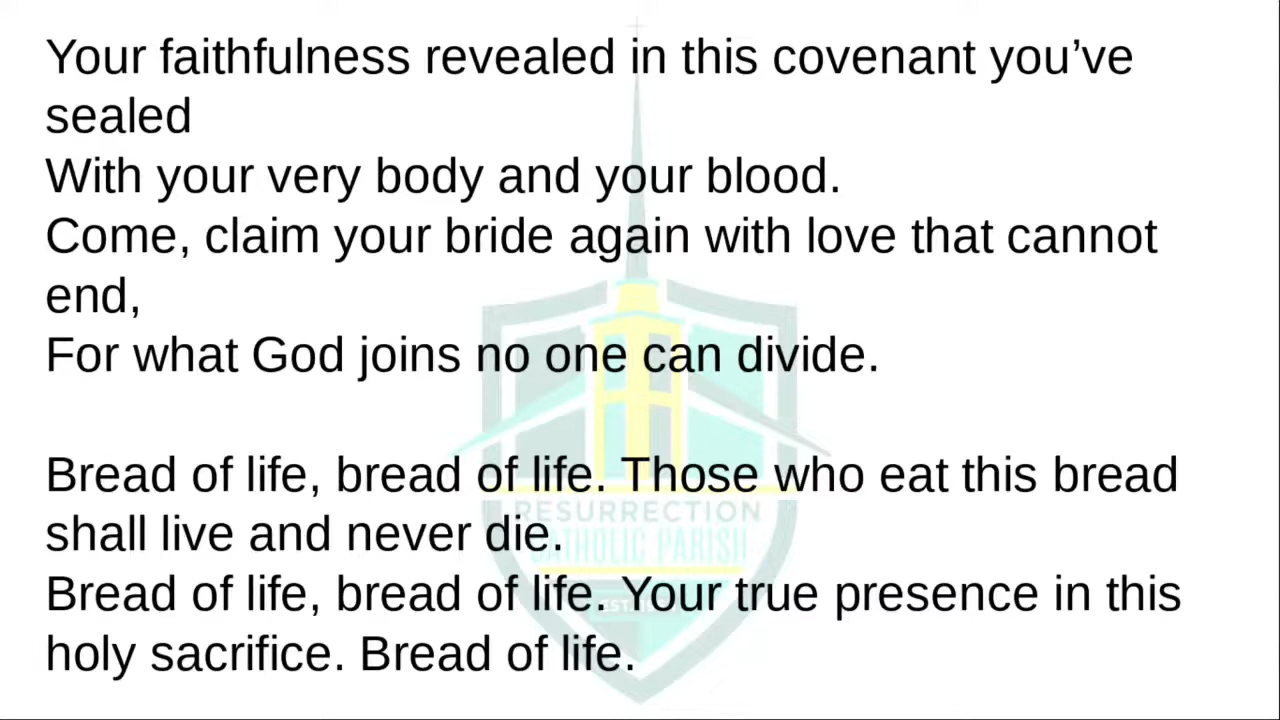 Your faithfulness revealed in this covenant you’ve
sealed
With your very body and your blood.
Come, claim your bride again with love that cannot
end,
For what God joins no one can divide.
Bread of life, bread of life. Those who eat this bread
RESURRECTION
shall live and never die.
CATHOLIC PARISH
Bread of life, bread of life. Your true presence in this
EST.
holy sacrifice. Bread of life.